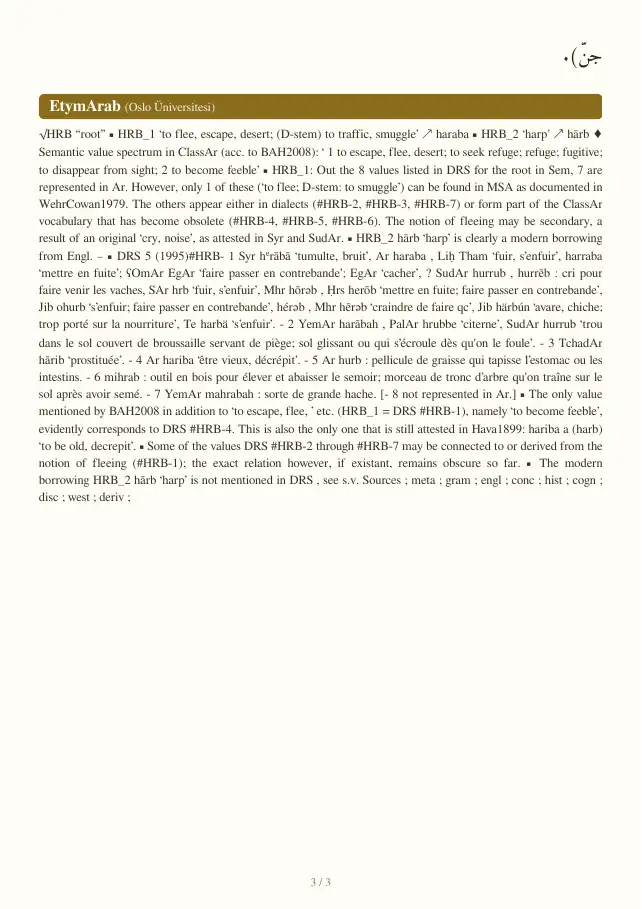 جنّ)٠
EtymArab (Oslo Üniversitesi)
√HRB “root” ▪ HRB_1 ‘to flee, escape, desert; (D-stem) to traffic, smuggle’ ↗ haraba ▪ HRB_2 ‘harp’ ↗ hārb ♦
Semantic value spectrum in ClassAr (acc. to BAH2008): ‘ 1 to escape, flee, desert; to seek refuge; refuge; fugitive;
to disappear from sight; 2 to become feeble’ ▪ HRB_1: Out the 8 values listed in DRS for the root in Sem, 7 are
represented in Ar. However, only 1 of these (‘to flee; D-stem: to smuggle’) can be found in MSA as documented in
WehrCowan1979. The others appear either in dialects (#HRB-2, #HRB-3, #HRB-7) or form part of the ClassAr
vocabulary that has become obsolete (#HRB-4, #HRB-5, #HRB-6). The notion of fleeing may be secondary, a
result of an original ‘cry, noise’, as attested in Syr and SudAr. ▪ HRB_2 hārb ‘harp’ is clearly a modern borrowing
from Engl. – ▪ DRS 5 (1995)#HRB- 1 Syr hᵉrābā ‘tumulte, bruit’, Ar haraba , Liḥ Tham ‘fuir, s’enfuir’, harraba
‘mettre en fuite’; ʕOmAr EgAr ‘faire passer en contrebande’; EgAr ‘cacher’, ? SudAr hurrub , hurrēb : cri pour
faire venir les vaches, SAr hrb ‘fuir, s’enfuir’, Mhr hōrəb , Ḥrs herōb ‘mettre en fuite; faire passer en contrebande’,
Jib ohurb ‘s’enfuir; faire passer en contrebande’, hérəb , Mhr hērəb ‘craindre de faire qc’, Jib härbún ‘avare, chiche;
trop porté sur la nourriture’, Te harbä ‘s’enfuir’. - 2 YemAr harābah , PalAr hrubbe ‘citerne’, SudAr hurrub ‘trou
dans le sol couvert de broussaille servant de piège; sol glissant ou qui s’écroule dès qu'on le foule’. - 3 TchadAr
hārib ‘prostituée’. - 4 Ar hariba ‘être vieux, décrépit’. - 5 Ar hurb : pellicule de graisse qui tapisse l'estomac ou les
intestins. - 6 mihrab : outil en bois pour élever et abaisser le semoir; morceau de tronc d'arbre qu'on traîne sur le
sol après avoir semé. - 7 YemAr mahrabah : sorte de grande hache. [- 8 not represented in Ar.] ▪ The only value
mentioned by BAH2008 in addition to ‘to escape, flee, ’ etc. (HRB_1 = DRS #HRB-1), namely ‘to become feeble’,
evidently corresponds to DRS #HRB-4. This is also the only one that is still attested in Hava1899: hariba a (harb)
‘to be old, decrepit’. ▪ Some of the values DRS #HRB-2 through #HRB-7 may be connected to or derived from the
notion of fleeing (#HRB-1); the exact relation however, if existant, remains obscure so far. ▪ The modern
borrowing HRB_2 hārb ‘harp’ is not mentioned in DRS , see s.v. Sources ; meta ; gram ; engl ; conc ; hist ; cogn ;
disc ; west ; deriv ;
3 / 3